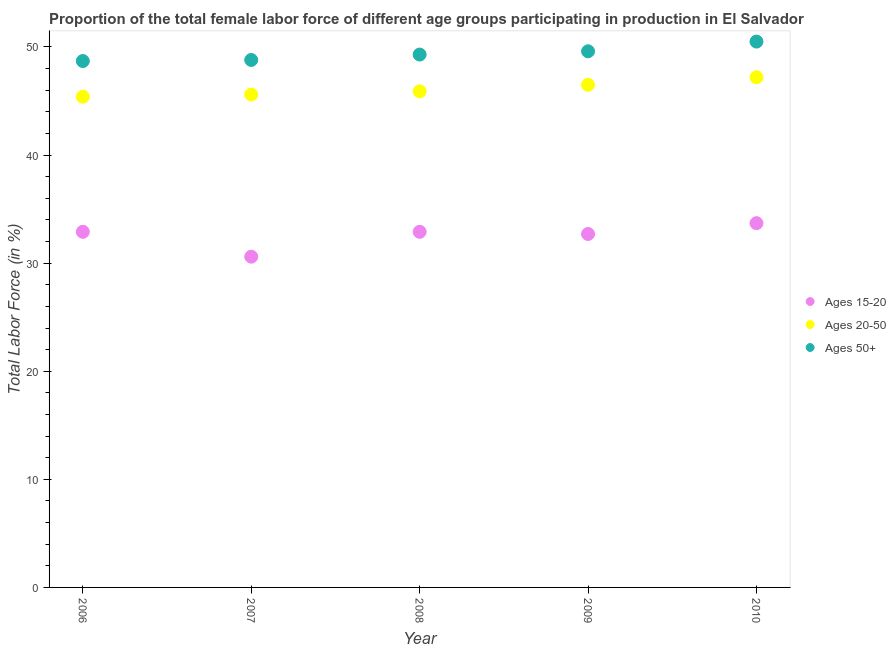 Proportion of the total female labor force of different age groups participating in production in El Salvador
Total Labor Force (in %)
50
40
30
20
10
0
2006
2007
2008
2009
2010
Year
Ages 15-20
Ages 20-50
Ages 50+